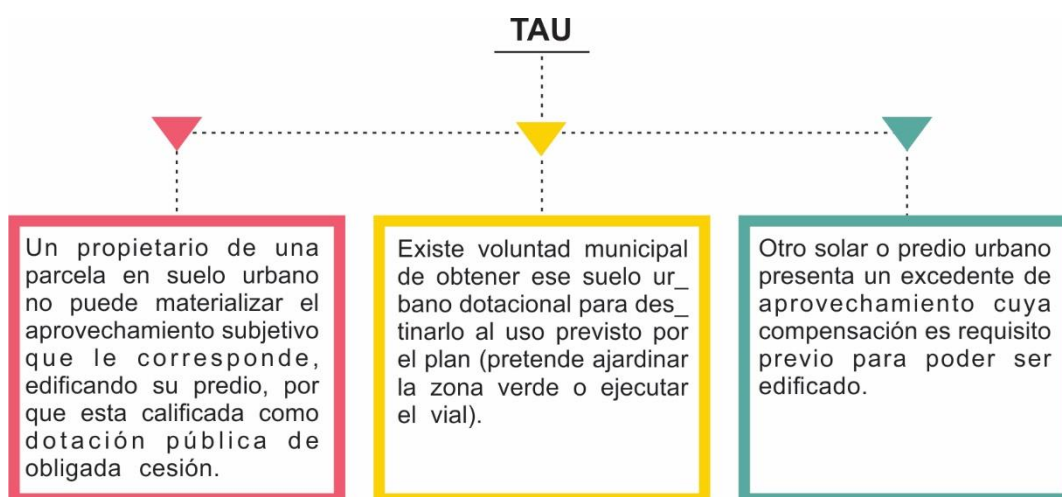 TAU
Un propietario de una
parcela en suelo urbano
no puede materializar el
aprovechamiento subjetivo
que le corresponde,
edificando su predio, por
que esta calificada como
dotación pública de
obligada cesión.
Existe voluntad municipal
de obtener ese suelo ur_
bano dotacional para des_
tinarlo al uso previsto por
el plan (pretende ajardinar
la zona verde o ejecutar
el vial).
Otro solar o predio urbano
presenta un excedente de
aprovechamiento cuya
compensación es requisito
previo para poder ser
edificado.